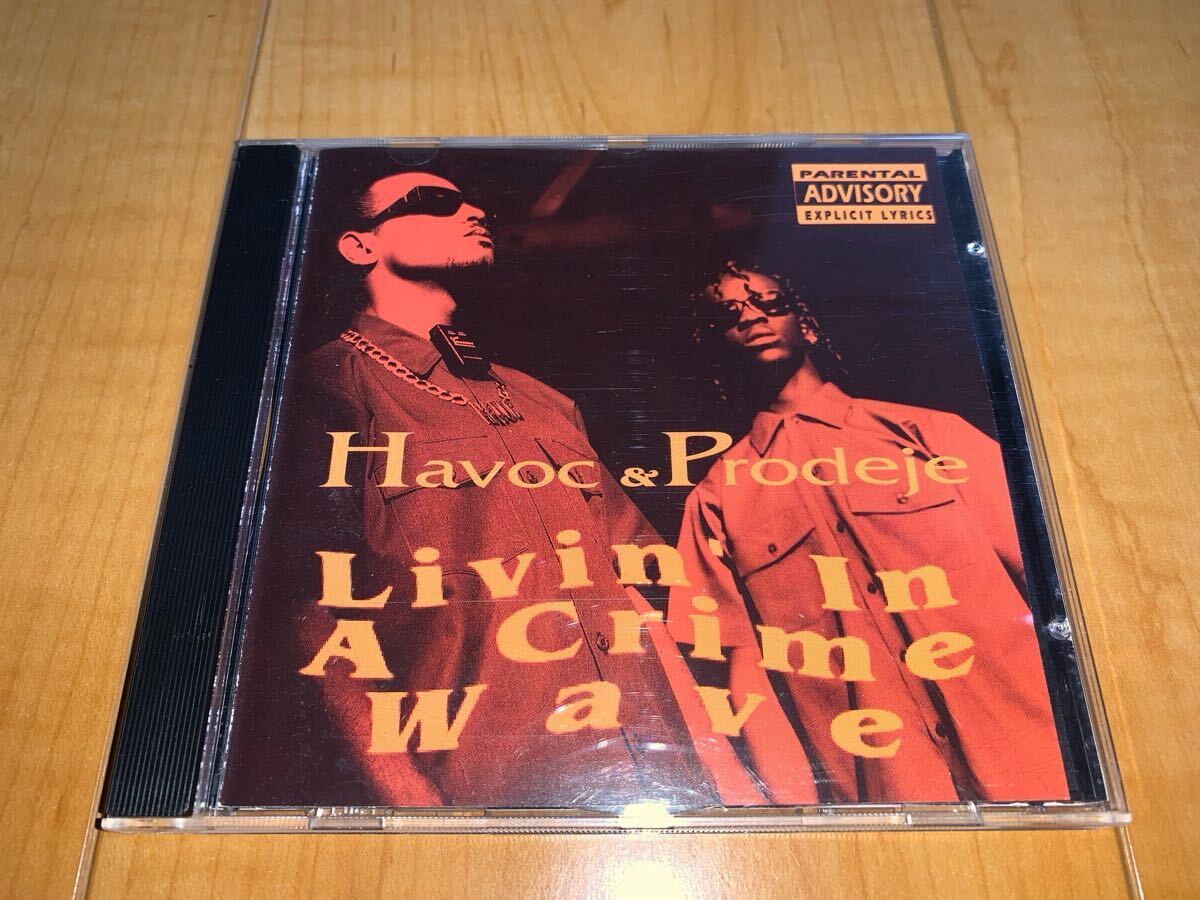 PARENTAL
ADVISORY
EXPLICIT LYRICS
Havoc & Prodeje
Livin' In
A Crime
Wave